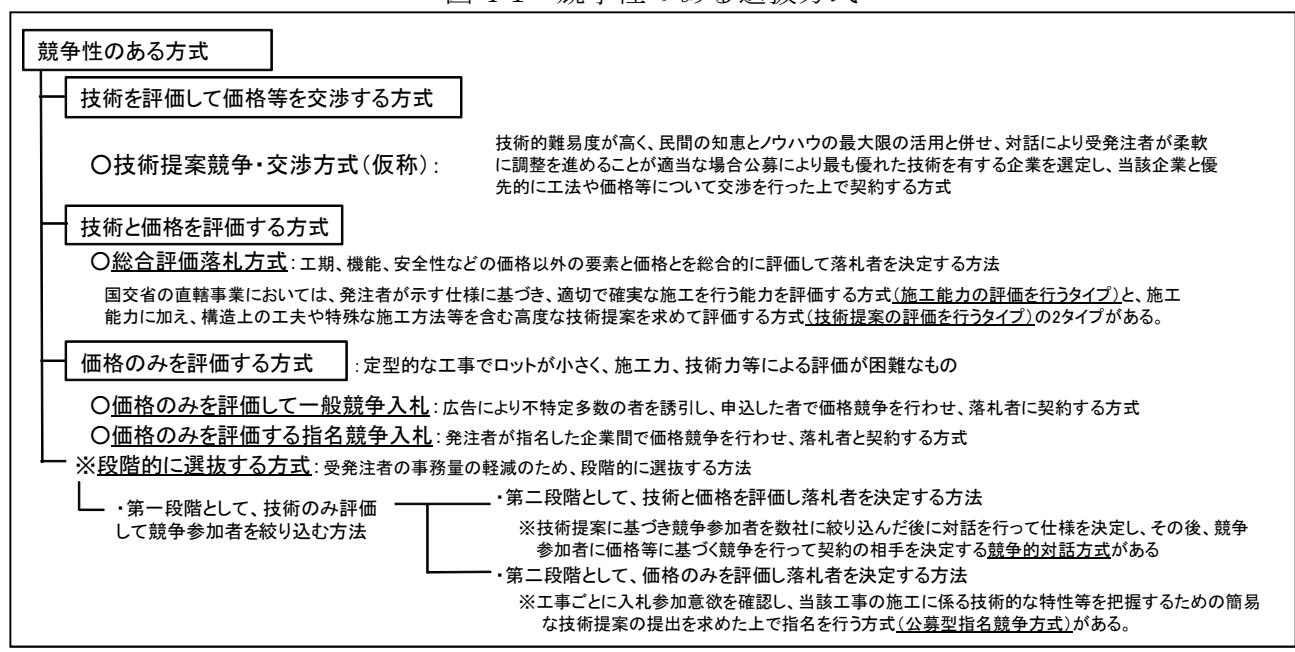 競争性のある方式
技術を評価して価格等を交渉する方式
〇技術提案競争・交渉方式(仮称):
技術的難易度が高く、民間の知恵とノウハウの最大限の活用と併せ、対話により受発注者が柔軟
に調整を進めることが適当な場合公募により最も優れた技術を有する企業を選定し、当該企業と優
先的に工法や価格等について交渉を行った上で契約する方式
技術と価格を評価する方式
〇総合評価落札方式:工期、機能、安全性などの価格以外の要素と価格とを総合的に評価して落札者を決定する方法
国交省の直轄事業においては、発注者が示す仕様に基づき、適切で確実な施工を行う能力を評価する方式(施工能力の評価を行うタイプ)と、施工
能力に加え、構造上の工夫や特殊な施工方法等を含む高度な技術提案を求めて評価する方式(技術提案の評価を行うタイプ)の2タイプがある。
価格のみを評価する方式 :定型的な工事でロットが小さく、施工力、技術力等による評価が困難なもの
〇価格のみを評価して一般競争入札:広告により不特定多数の者を誘引し、申込した者で価格競争を行わせ、落札者に契約する方式
〇価格のみを評価する指名競争入札:発注者が指名した企業間で価格競争を行わせ、落札者と契約する方式
※段階的に選抜する方式:受発注者の事務量の軽減のため、段階的に選抜する方法
・第一段階として、技術のみ評価
して競争参加者を絞り込む方法
・第二段階として、技術と価格を評価し落札者を決定する方法
※技術提案に基づき競争参加者を数社に絞り込んだ後に対話を行って仕様を決定し、その後、競争
参加者に価格等に基づく競争を行って契約の相手を決定する競争的対話方式がある
・第二段階として、価格のみを評価し落札者を決定する方法
※工事ごとに入札参加意欲を確認し、当該工事の施工に係る技術的な特性等を把握するための簡易
な技術提案の提出を求めた上で指名を行う方式(公募型指名競争方式)がある。